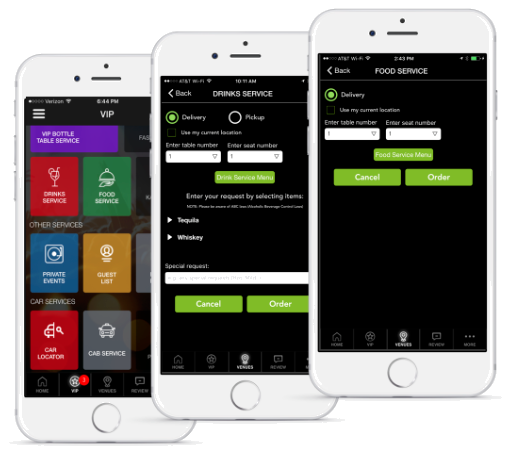 Verizon
6:44 PM
VIP
VIP BOTTLE
TABLE SERVICE
FAS
DRINKS
SERVICE
FOOD
SERVICE
OTHER SERVICES
PRIVATE
EVENTS
GUEST
LIST
CAR SERVICES
CAR
LOCATOR
CAB SERVICE
HOME
VIP
VENUES
REVIEW
AT&T Wi-Fi
10:11 AM
Back
DRINKS SERVICE
Delivery
Pickup
Use my current location
Enter table number
Enter seat number
1
1
Drink Service Menu
Enter your request by selecting items:
NOTE: Please be aware of ABC laws (Alcoholic Beverage Control Laws)
Tequila
Whiskey
Special request:
Cancel
Order
HOME
VIP
VENUES
REVIEW
AT&T Wi-Fi
2:43 PM
Back
FOOD SERVICE
Delivery
Use my current location
Enter table number
Enter seat number
1
1
Food Service Menu
Cancel
Order
HOME
VIP
VENUES
REVIEW
MORE